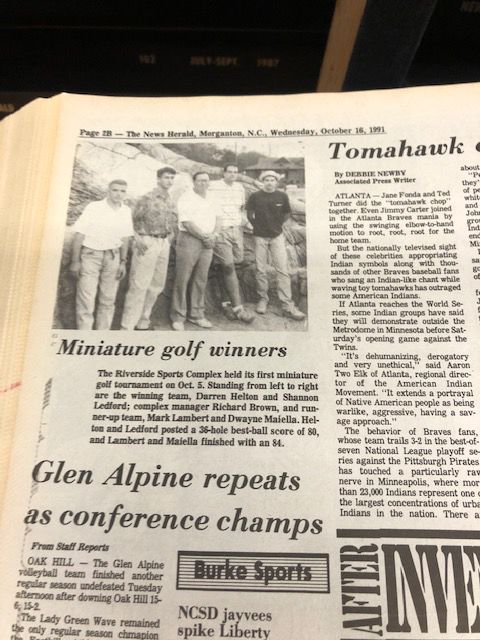 102 JULY-SEPT. 1987
Page 2B — The News Herald, Morganton, N.C., Wednesday, October 16, 1991
Miniature golf winners
The Riverside Sports Complex held its first miniature
golf tournament on Oct. 5. Standing from left to right
are the winning team, Darren Helton and Shannon
Ledford; complex manager Richard Brown, and run-
ner-up team, Mark Lambert and Dwayne Maiella. Hel-
ton and Ledford posted a 36-hole best-ball score of 80,
and Lambert and Maiella finished with an 84.
Glen Alpine repeats
as conference champs
From Staff Reports
OAK HILL — The Glen Alpine
volleyball team finished another
regular season undefeated Tuesday
afternoon after downing Oak Hill 15-
6; 15-2.
The Lady Green Wave remained
the only regular season chmapion
Burke Sports
NCSD jayvees
spike Liberty
Tomahawk
By DEBBIE NEWBY
Associated Press Writer
ATLANTA — Jane Fonda and Ted
Turner did the "tomahawk chop"
together. Even Jimmy Carter joined
in the Atlanta Braves mania by
using the swinging elbow-to-hand
motion to root, root, root for the
home team.
But the nationally televised sight
of these celebrities appropriating
Indian symbols along with thou-
sands of other Braves baseball fans
who sang an Indian-like chant while
waving toy tomahawks has outraged
some American Indians.
If Atlanta reaches the World Se-
ries, some Indian groups have said
they will demonstrate outside the
Metrodome in Minnesota before Sat-
urday's opening game against the
Twins.
"It's dehumanizing, derogatory
and very unethical," said Aaron
Two Elk of Atlanta, regional direc-
tor of the American Indian
Movement. "It extends a portrayal
of Native American people as being
warlike, aggressive, having a sav-
age approach."
The behavior of Braves fans,
whose team trails 3-2 in the best-of-
seven National League playoff se-
ries against the Pittsburgh Pirates
has touched a particularly raw
nerve in Minneapolis, where more
than 23,000 Indians represent one o
the largest concentrations of urba
Indians in the nation. There a
about
AFTER
INVE